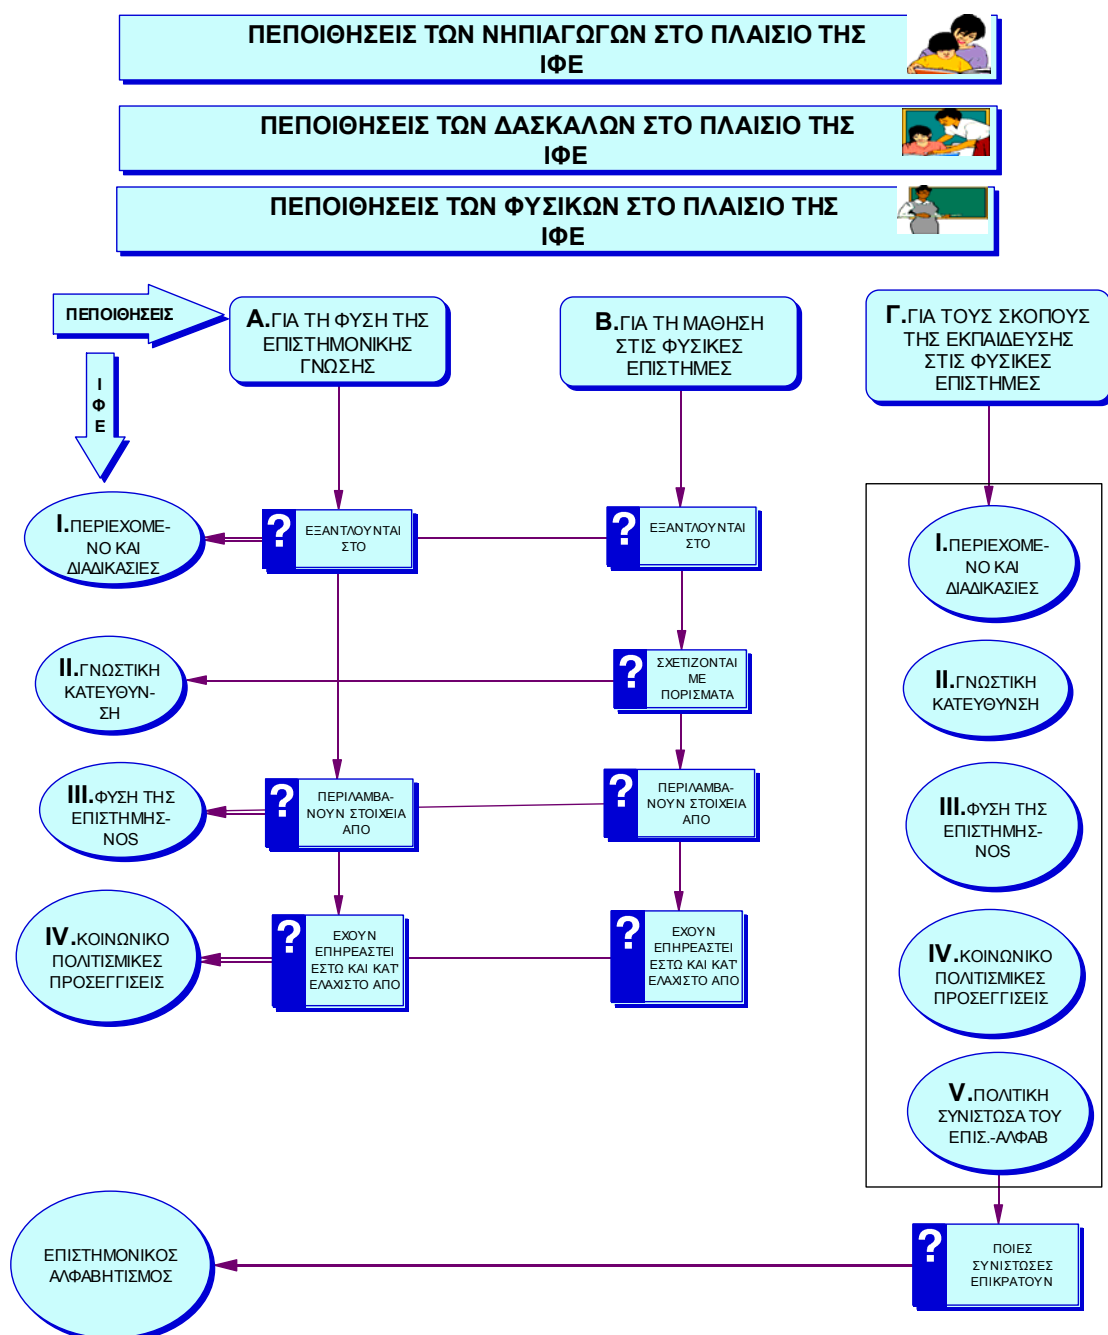 ΠΕΠΟΙΘΗΣΕΙΣ ΤΩΝ ΝΗΠΙΑΓΩΓΩΝ ΣΤΟ ΠΛΑΙΣΙΟ ΤΗΣ
ΙΦΕ
ΠΕΠΟΙΘΗΣΕΙΣ ΤΩΝ ΔΑΣΚΑΛΩΝ ΣΤΟ ΠΛΑΙΣΙΟ ΤΗΣ
ΙΦΕ
ΠΕΠΟΙΘΗΣΕΙΣ ΤΩΝ ΦΥΣΙΚΩΝ ΣΤΟ ΠΛΑΙΣΙΟ ΤΗΣ
ΙΦΕ
ΠΕΠΟΙΘΗΣΕΙΣ
Α.ΓΙΑ ΤΗ ΦΥΣΗ ΤΗΣ
ΕΠΙΣΤΗΜΟΝΙΚΗΣ
ΓΝΩΣΗΣ
Β.ΓΙΑ ΤΗ ΜΑΘΗΣΗ
ΣΤΙΣ ΦΥΣΙΚΕΣ
ΕΠΙΣΤΗΜΕΣ
Γ.ΓΙΑ ΤΟΥΣ ΣΚΟΠΟΥΣ
ΤΗΣ ΕΚΠΑΙΔΕΥΣΗΣ
ΣΤΙΣ ΦΥΣΙΚΕΣ
ΕΠΙΣΤΗΜΕΣ
Ι
Φ
Ε
Ι.ΠΕΡΙΕΧΟΜΕ-
ΝΟ ΚΑΙ
ΔΙΑΔΙΚΑΣΙΕΣ
?
ΕΞΑΝΤΛΟΥΝΤΑΙ
ΣΤΟ
?
ΕΞΑΝΤΛΟΥΝΤΑΙ
ΣΤΟ
Ι.ΠΕΡΙΕΧΟΜΕ-
ΝΟ ΚΑΙ
ΔΙΑΔΙΚΑΣΙΕΣ
ΙΙ.ΓΝΩΣΤΙΚΗ
ΚΑΤΕΥΘΥΝ-
ΣΗ
?
ΣΧΕΤΙΖΟΝΤΑΙ
ΜΕ
ΠΟΡΙΣΜΑΤΑ
ΙΙ.ΓΝΩΣΤΙΚΗ
ΚΑΤΕΥΘΥΝΣΗ
ΙΙΙ.ΦΥΣΗ ΤΗΣ
ΕΠΙΣΤΗΜΗΣ-
NOS
?
ΠΕΡΙΛΑΜΒΑ-
ΝΟΥΝ ΣΤΟΙΧΕΙΑ
ΑΠΟ
?
ΠΕΡΙΛΑΜΒΑ-
ΝΟΥΝ ΣΤΟΙΧΕΙΑ
ΑΠΟ
ΙΙΙ.ΦΥΣΗ ΤΗΣ
ΕΠΙΣΤΗΜΗΣ-
NOS
IV.ΚΟΙΝΩΝΙΚΟ
ΠΟΛΙΤΙΣΜΙΚΕΣ
ΠΡΟΣΕΓΓΙΣΕΙΣ
?
ΕΧΟΥΝ
ΕΠΗΡΕΑΣΤΕΙ
ΕΣΤΩ ΚΑΙ ΚΑΤ'
ΕΛΑΧΙΣΤΟ ΑΠΟ
?
ΕΧΟΥΝ
ΕΠΗΡΕΑΣΤΕΙ
ΕΣΤΩ ΚΑΙ ΚΑΤ'
ΕΛΑΧΙΣΤΟ ΑΠΟ
IV.ΚΟΙΝΩΝΙΚΟ
ΠΟΛΙΤΙΣΜΙΚΕΣ
ΠΡΟΣΕΓΓΙΣΕΙΣ
V.ΠΟΛΙΤΙΚΗ
ΣΥΝΙΣΤΩΣΑ ΤΟΥ
ΕΠΙΣ.-ΑΛΦΑΒ
ΕΠΙΣΤΗΜΟΝΙΚΟΣ
ΑΛΦΑΒΗΤΙΣΜΟΣ
?
ΠΟΙΕΣ
ΣΥΝΙΣΤΩΣΕΣ
ΕΠΙΚΡΑΤΟΥΝ